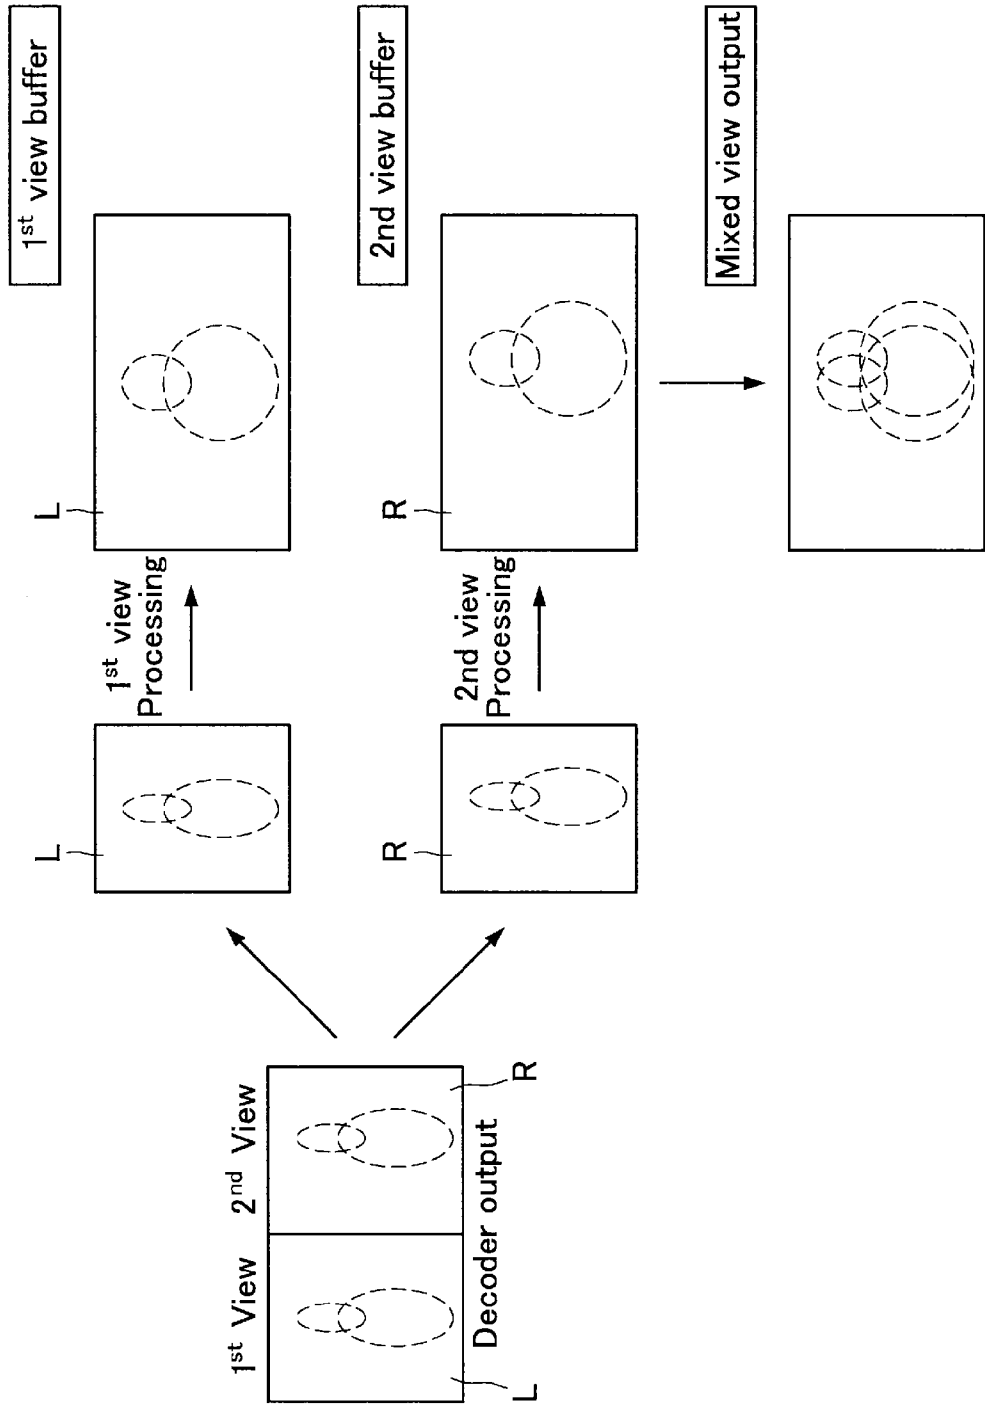 1st View 2nd View
L
R
Decoder output
L
1st view
Processing
L
1st view buffer
R
2nd view
Processing
R
2nd view buffer
Mixed view output